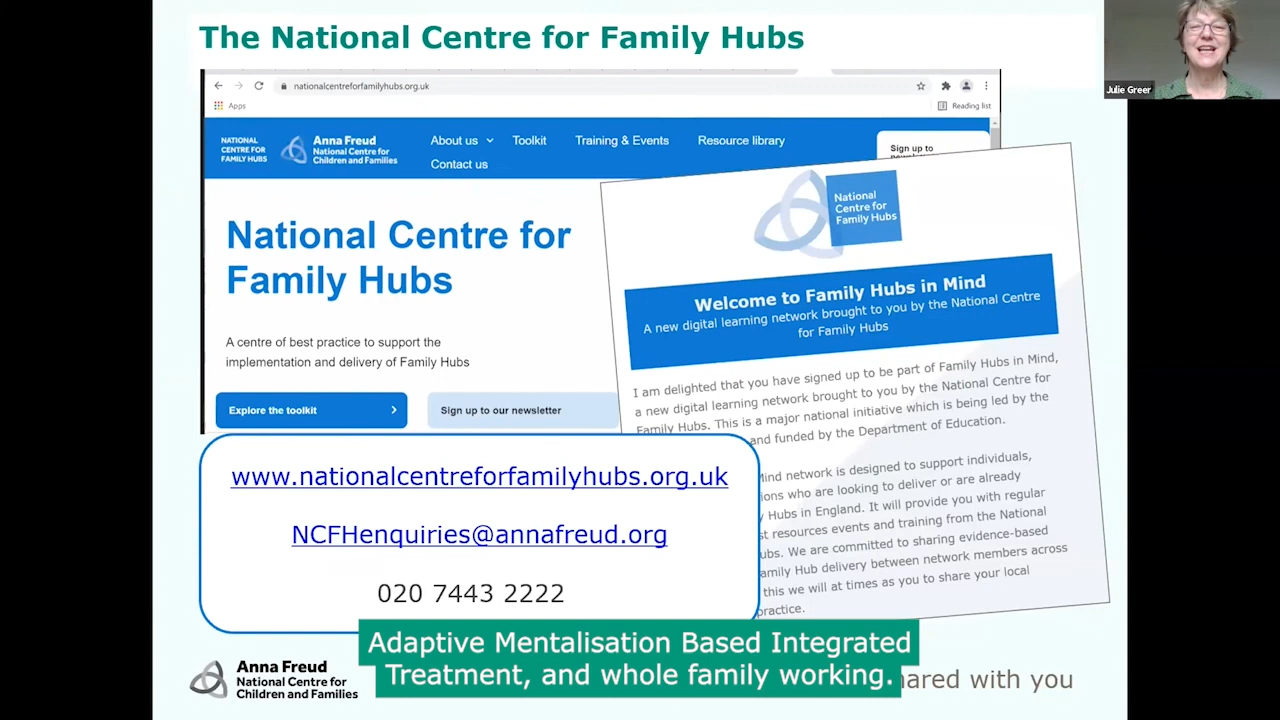 The National Centre for Family Hubs
Julie Greer
nationalcentreforfamilyhubs.org.uk
Apps
Reading list
NATIONAL
CENTRE FOR
FAMILY HUBS
Anna Freud
National Centre for
Children and Families
About us
Toolkit
Training & Events
Resource library
Contact us
Sign up to
National Centre for
Family Hubs
A centre of best practice to support the
implementation and delivery of Family Hubs
Explore the toolkit
Sign up to our newsletter
National
Centre for
Family Hubs
Welcome to Family Hubs in Mind
A new digital learning network brought to you by the National Centre
for Family Hubs
I am delighted that you have signed up to be part of Family Hubs in Mind,
a new digital learning network brought to you by the National Centre for
Family Hubs. This is a major national initiative which is being led by the
and funded by the Department of Education.
Mind network is designed to support individuals,
ions who are looking to deliver or are already
y Hubs in England. It will provide you with regular
st resources events and training from the National
ubs. We are committed to sharing evidence-based
amily Hub delivery between network members across
this we will at times as you to share your local
practice.
www.nationalcentreforfamilyhubs.org.uk
NCFHenquiries@annafreud.org
020 7443 2222
Anna Freud
National Centre for
Children and Families
Adaptive Mentalisation Based Integrated
Treatment, and whole family working.
hared with you